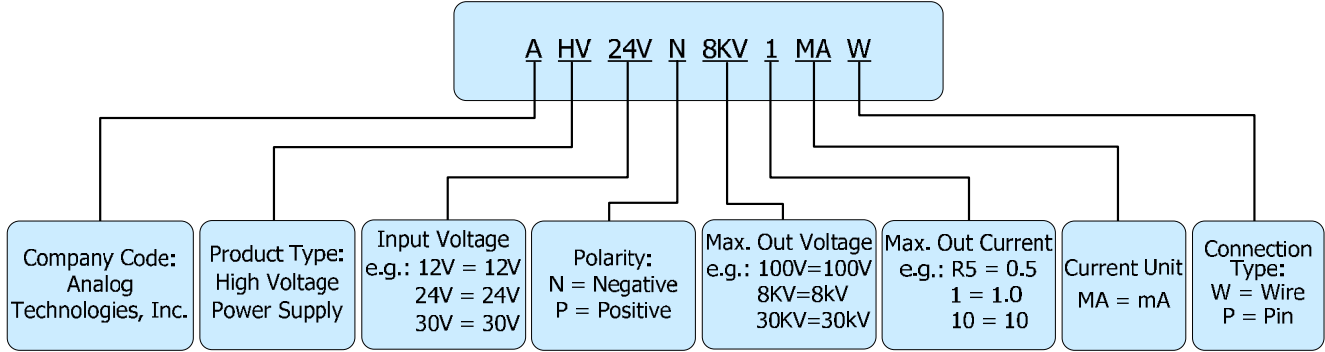 A HV 24V N 8KV 1 MA W
Company Code:
Analog
Technologies, Inc.
Product Type:
High Voltage
Power Supply
Input Voltage
e.g.: 12V = 12V
24V = 24V
30V = 30V
Polarity:
N = Negative
P = Positive
Max. Out Voltage
e.g.: 100V=100V
8KV=8kV
30KV=30kV
Max. Out Current
e.g.: R5 = 0.5
1 = 1.0
10 = 10
Current Unit
MA = mA
Connection
Type:
W = Wire
P = Pin